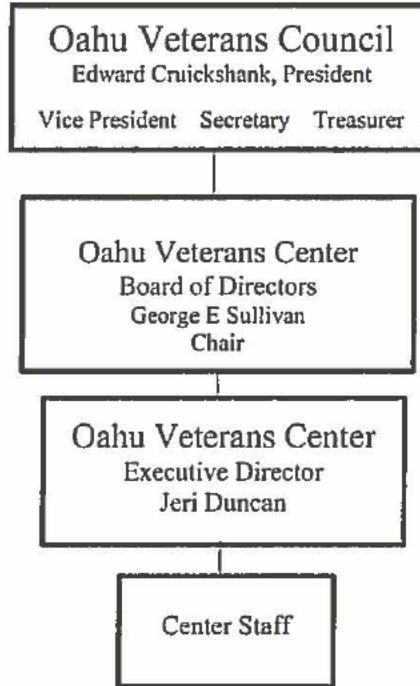 Oahu Veterans Council
Edward Cruickshank, President
Vice President Secretary Treasurer
Oahu Veterans Center
Board of Directors
George E Sullivan
Chair
Oahu Veterans Center
Executive Director
Jeri Duncan
Center Staff